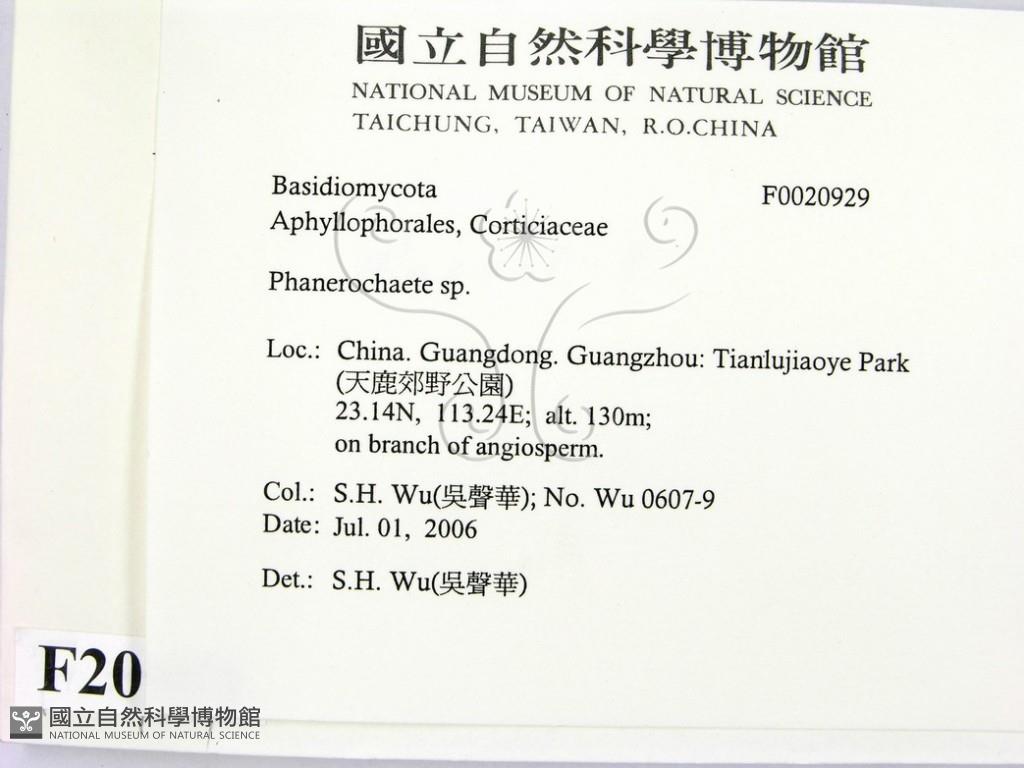 國立自然科學博物館
NATIONAL MUSEUM OF NATURAL SCIENCE
TAICHUNG, TAIWAN, R.O.CHINA
Basidiomycota F0020929
Aphyllophorales, Corticiaceae
Phanerochaete sp.
Loc.: China. Guangdong. Guangzhou: Tianlujiaoye Park
(天鹿郊野公園)
23.14N, 113.24E; alt. 130m;
on branch of angiosperm.
Col.: S.H. Wu(吳聲華); No. Wu 0607-9
Date: Jul. 01, 2006
Det.: S.H. Wu(吳聲華)
F20
國立自然科學博物館
NATIONAL MUSEUM OF NATURAL SCIENCE